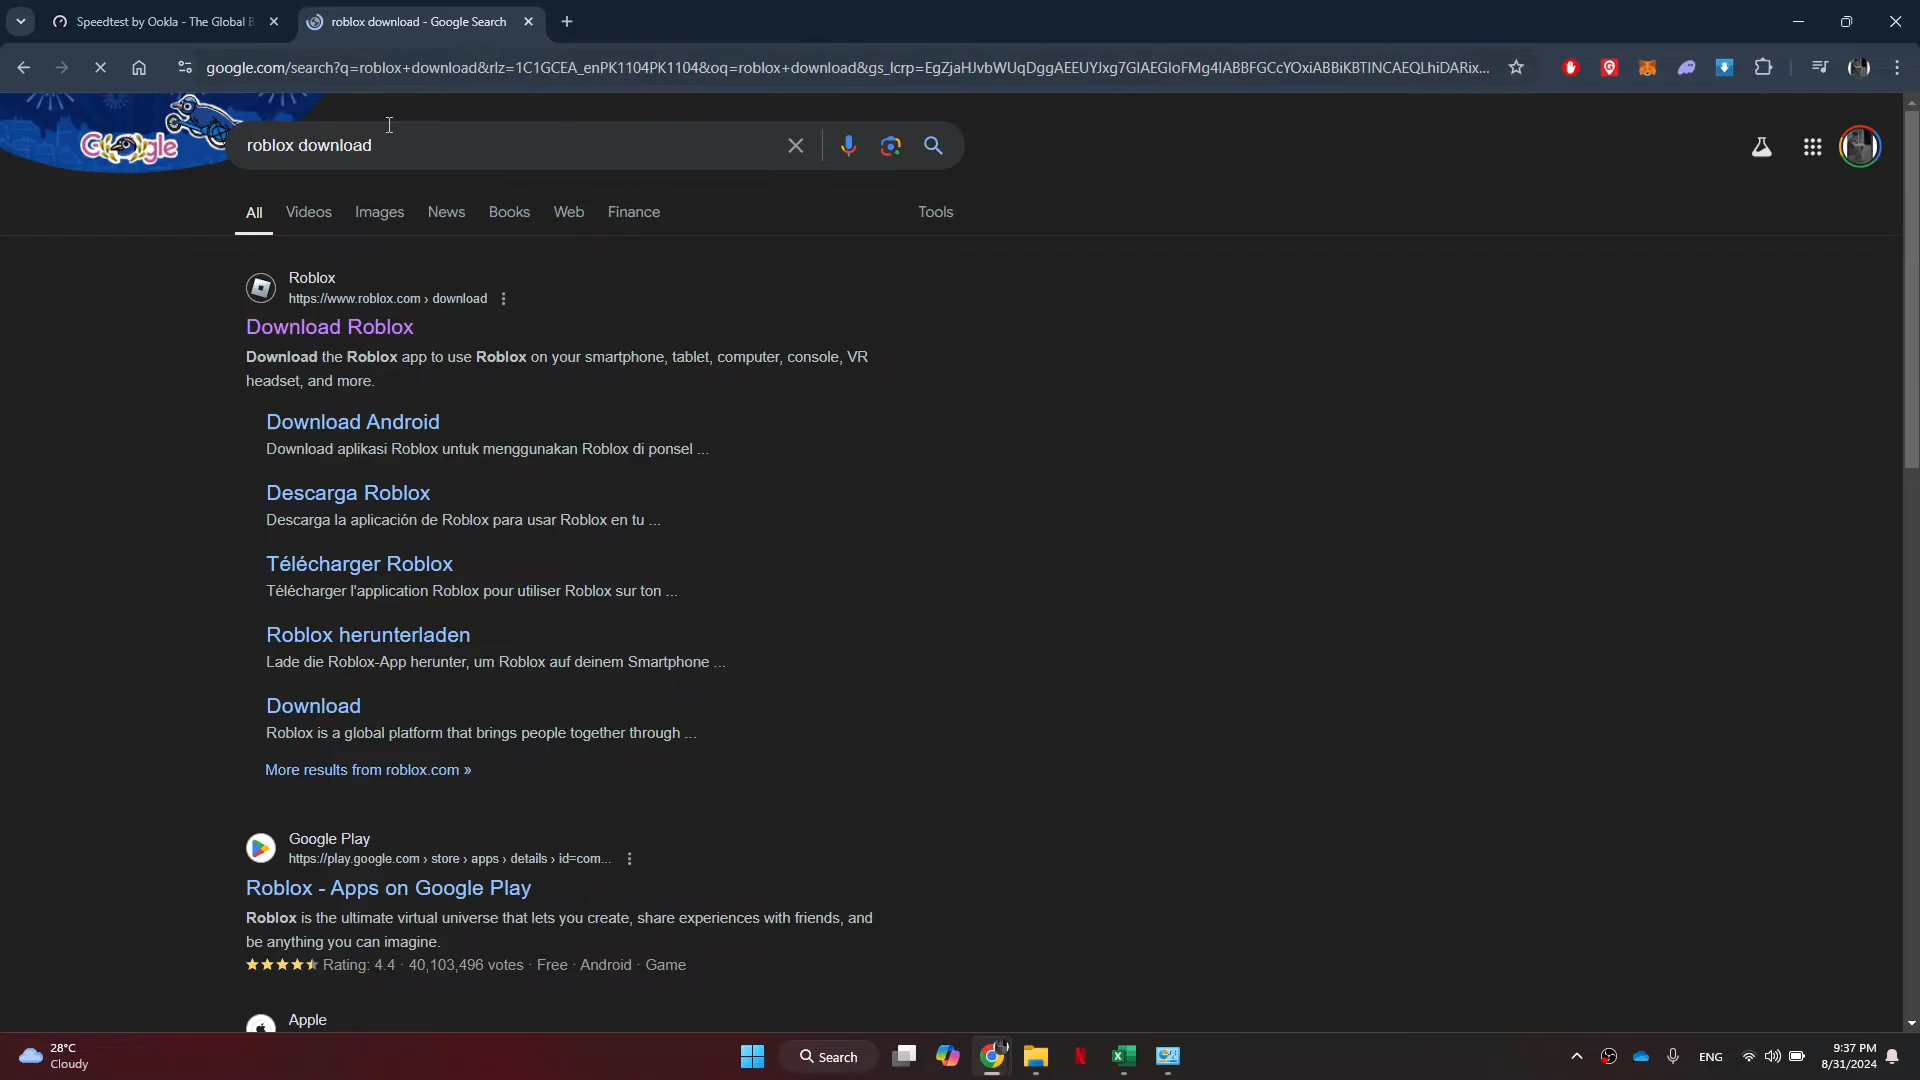 Speedtest by Ookla - The Global B
roblox download - Google Search
google.com/search?q=roblox+download&rlz=1C1GCEA_enPK1104PK1104&oq=roblox+download&gs_lcrp=EgZjaHJvbWUqDggAEEUYJxg7GIAEGIoFMg4IABBFGCcYOxiABBiKBTINCAEQLhiDARix...
Google
roblox download
All Videos Images News Books Web Finance Tools
Roblox
https://www.roblox.com › download
Download Roblox
Download the Roblox app to use Roblox on your smartphone, tablet, computer, console, VR
headset, and more.
Download Android
Download aplikasi Roblox untuk menggunakan Roblox di ponsel ...
Descarga Roblox
Descarga la aplicación de Roblox para usar Roblox en tu ...
Télécharger Roblox
Télécharger l'application Roblox pour utiliser Roblox sur ton ...
Roblox herunterladen
Lade die Roblox-App herunter, um Roblox auf deinem Smartphone ...
Download
Roblox is a global platform that brings people together through ...
More results from roblox.com »
Google Play
https://play.google.com › store › apps › details › id=com...
Roblox - Apps on Google Play
Roblox is the ultimate virtual universe that lets you create, share experiences with friends, and
be anything you can imagine.
Rating: 4.4 · 40,103,496 votes · Free · Android · Game
Apple
28°C
Cloudy
Search
ENG
9:37 PM
8/31/2024